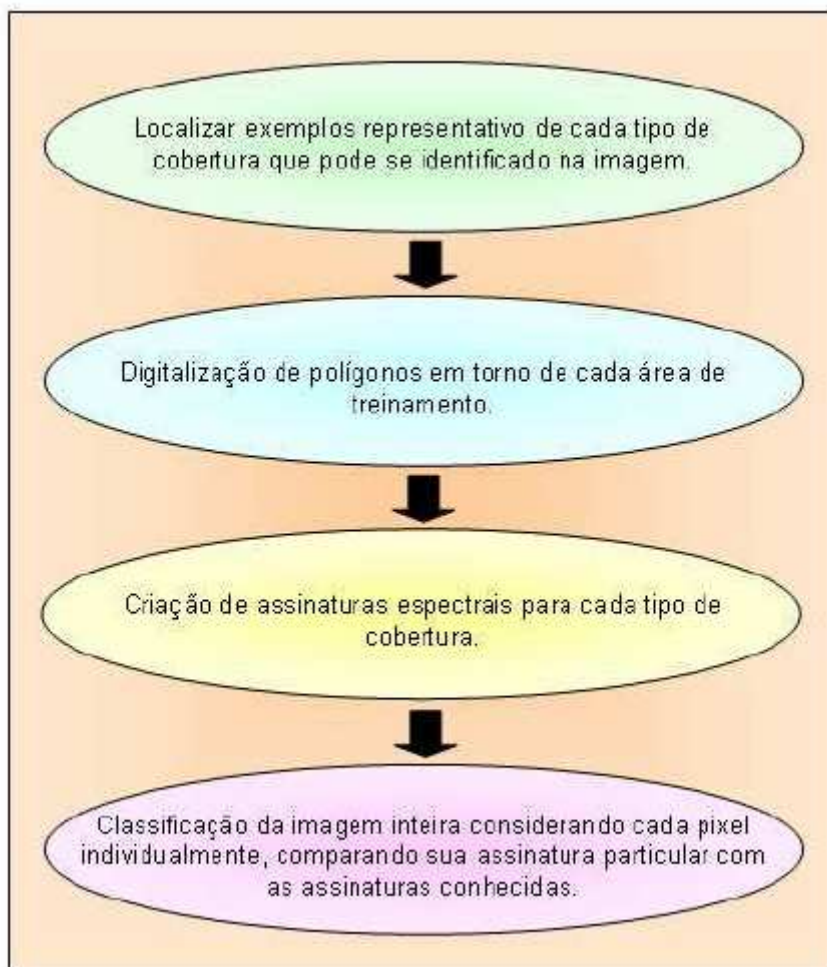 Localizar exemplos representativo de cada tipo de
cobertura que pode se identificado na imagem.
Digitalização de polígonos em torno de cada área de
treinamento.
Criação de assinaturas espectrais para cada tipo de
cobertura.
Classificação da imagem inteira considerando cada pixel
individualmente, comparando sua assinatura particular com
as assinaturas conhecidas.